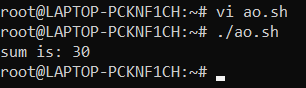 root@LAPTOP-PCKNF1CH:~# vi ao.sh
root@LAPTOP-PCKNF1CH:~# ./ao.sh
sum is: 30
root@LAPTOP-PCKNF1CH:~#